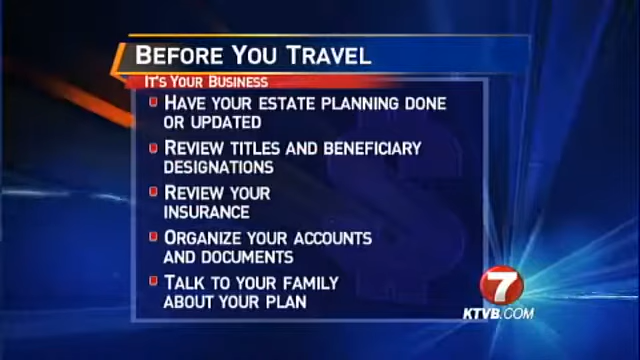 BEFORE YOU TRAVEL
IT'S YOUR BUSINESS
HAVE YOUR ESTATE PLANNING DONE
OR UPDATED
REVIEW TITLES AND BENEFICIARY
DESIGNATIONS
REVIEW YOUR
INSURANCE
ORGANIZE YOUR ACCOUNTS
AND DOCUMENTS
TALK TO YOUR FAMILY
ABOUT YOUR PLAN
7
KTVB.COM